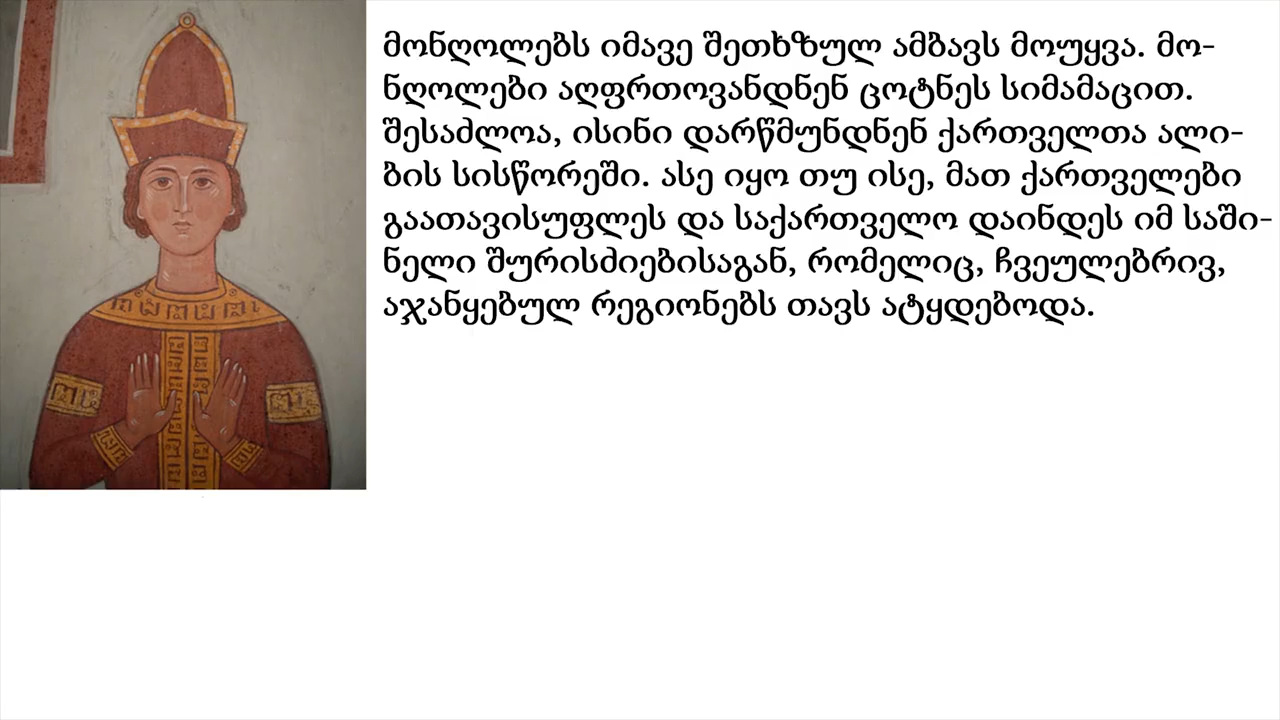 მონღოლებს იმავე შეთხზულ ამბავს მოუყვა. მო-
ნღოლები აღფრთოვანდნენ ცოტნეს სიმამაცით.
შესაძლოა, ისინი დარწმუნდნენ ქართველთა ალი-
ბის სისწორეში. ასე იყო თუ ისე, მათ ქართველები
გაათავისუფლეს და საქართველო დაინდეს იმ საში-
ნელი შურისძიებისაგან, რომელიც, ჩვეულებრივ,
აჯანყებულ რეგიონებს თავს ატყდებოდა.